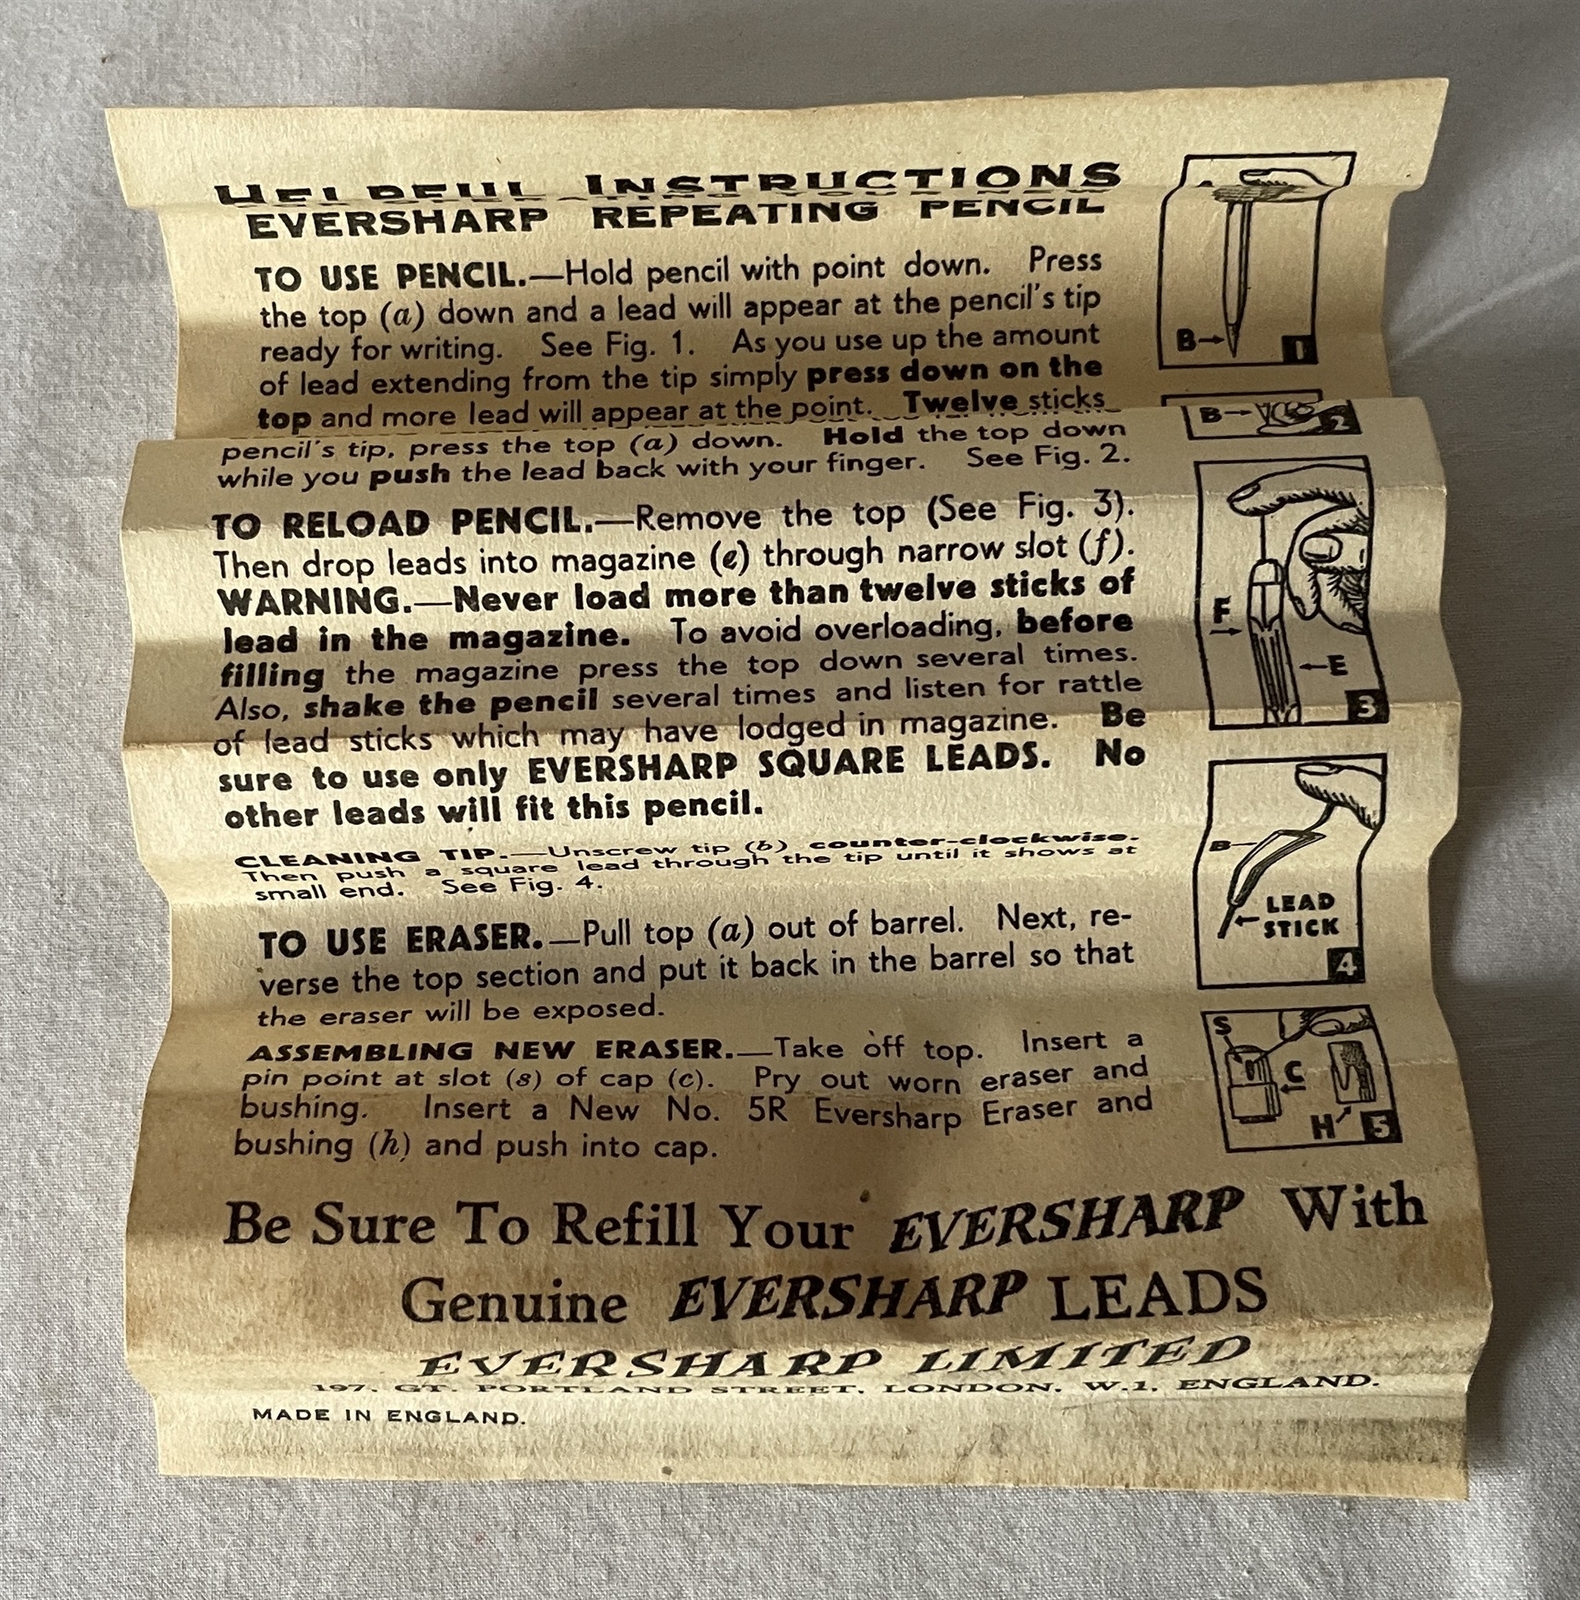 HELPFUL INSTRUCTIONS
EVERSHARP REPEATING PENCIL
TO USE PENCIL.—Hold pencil with point down. Press
the top (a) down and a lead will appear at the pencil's tip
ready for writing. See Fig. 1. As you use up the amount
of lead extending from the tip simply press down on the
top and more lead will appear at the point. Twelve sticks
pencil's tip, press the top (a) down. Hold the top down
while you push the lead back with your finger. See Fig. 2.
TO RELOAD PENCIL.—Remove the top (See Fig. 3).
Then drop leads into magazine (e) through narrow slot (f).
WARNING.—Never load more than twelve sticks of
lead in the magazine. To avoid overloading, before
filling the magazine press the top down several times.
Also, shake the pencil several times and listen for rattle
of lead sticks which may have lodged in magazine. Be
sure to use only EVERSHARP SQUARE LEADS. No
other leads will fit this pencil.
CLEANING TIP.—Unscrew tip (b) counter-clockwise.
Then push a square lead through the tip until it shows at
small end. See Fig. 4.
TO USE ERASER.—Pull top (a) out of barrel. Next, re-
verse the top section and put it back in the barrel so that
the eraser will be exposed.
ASSEMBLING NEW ERASER.—Take off top. Insert a
pin point at slot (s) of cap (c). Pry out worn eraser and
bushing. Insert a New No. 5R Eversharp Eraser and
bushing (h) and push into cap.
B
1
B
2
F
E
3
B
LEAD
STICK
4
S
C
H
5
Be Sure To Refill Your EVERSHARP With
Genuine EVERSHARP LEADS
EVERSHARP LIMITED
197, GT. PORTLAND STREET, LONDON, W.1, ENGLAND.
MADE IN ENGLAND.